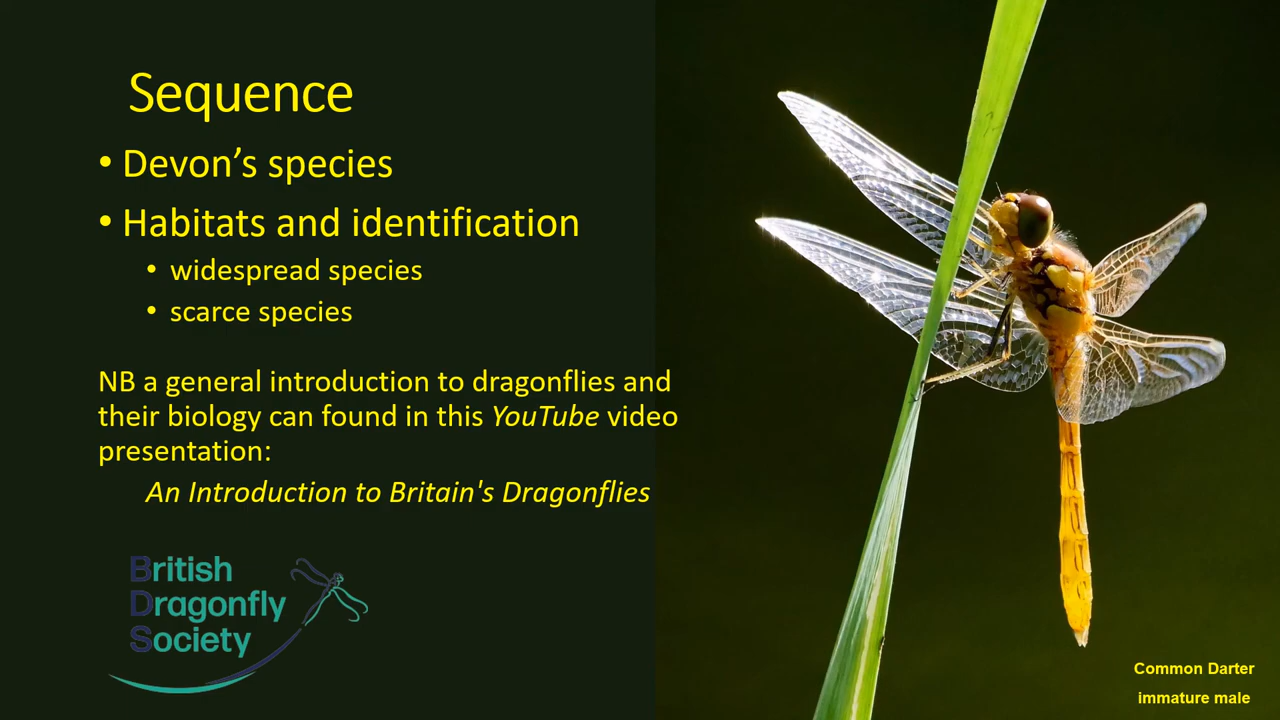 Sequence
• Devon’s species
• Habitats and identification
• widespread species
• scarce species
NB a general introduction to dragonflies and
their biology can found in this YouTube video
presentation:
An Introduction to Britain's Dragonflies
British
Dragonfly
Society
Common Darter
immature male